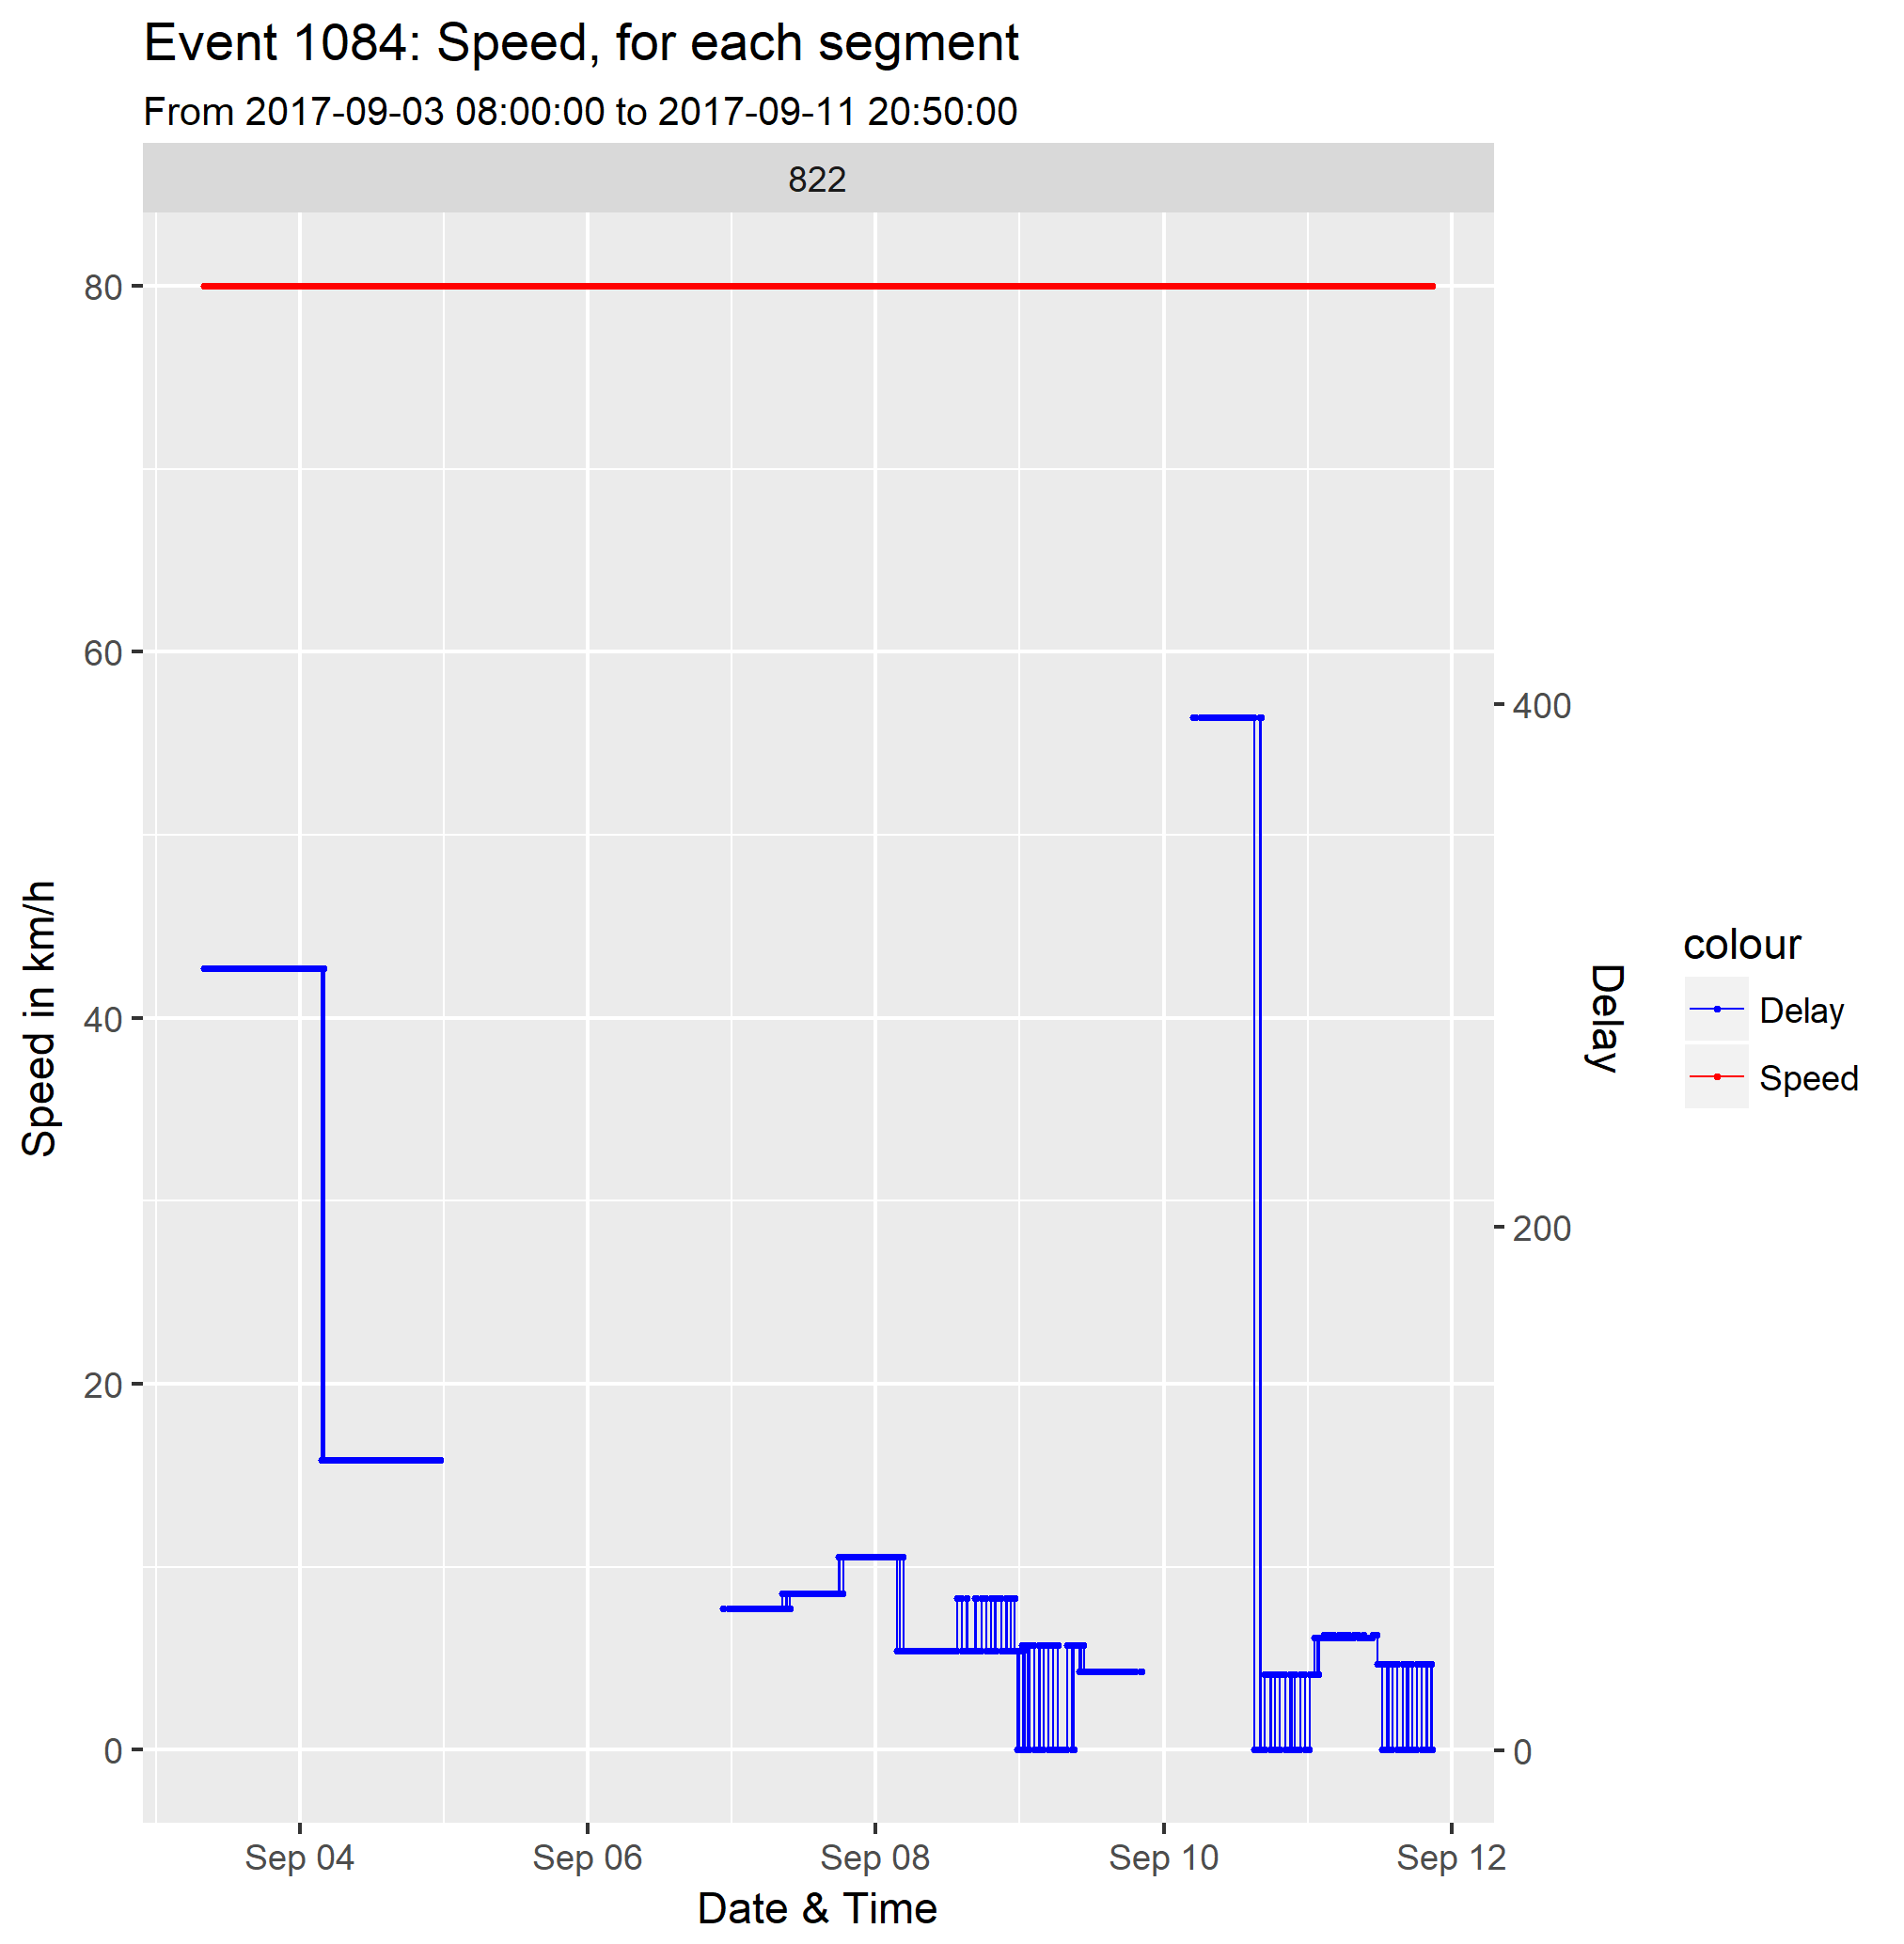 Event 1084: Speed, for each segment
From 2017-09-03 08:00:00 to 2017-09-11 20:50:00
822
80
60
40
20
0
Speed in km/h
400
200
0
Delay
colour
Delay
Speed
Sep 04
Sep 06
Sep 08
Sep 10
Sep 12
Date & Time